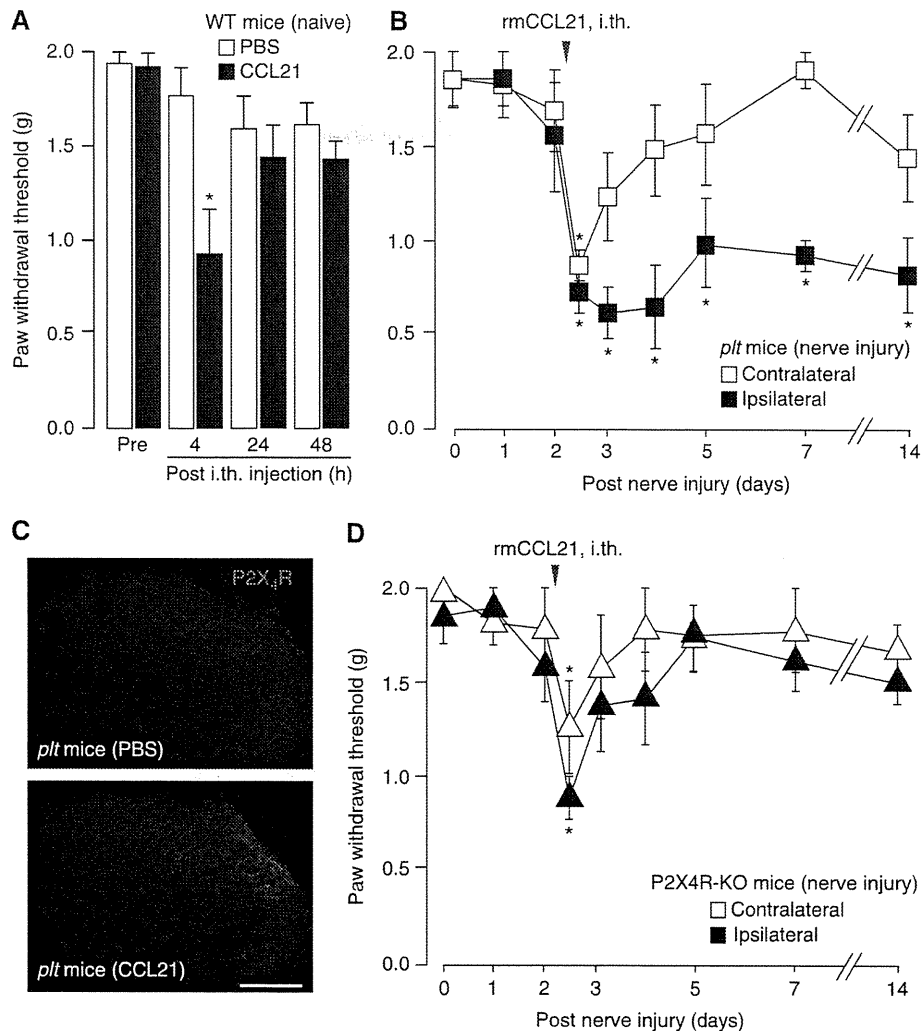 A
WT mice (naive)
PBS
CCL21
Paw withdrawal threshold (g)
2.0
1.5
1.0
0.5
0.0
*
Pre
4
24
48
Post i.th. injection (h)
B
rmCCL21, i.th.
2.0
1.5
1.0
0.5
0.0
*
* * * * * *
plt mice (nerve injury)
Contralateral
Ipsilateral
0 1 2 3 5 7 14
Post nerve injury (days)
C
P2X4R
plt mice (PBS)
plt mice (CCL21)
D
rmCCL21, i.th.
Paw withdrawal threshold (g)
2.0
1.5
1.0
0.5
0.0
*
*
P2X4R-KO mice (nerve injury)
Contralateral
Ipsilateral
0 1 2 3 5 7 14
Post nerve injury (days)